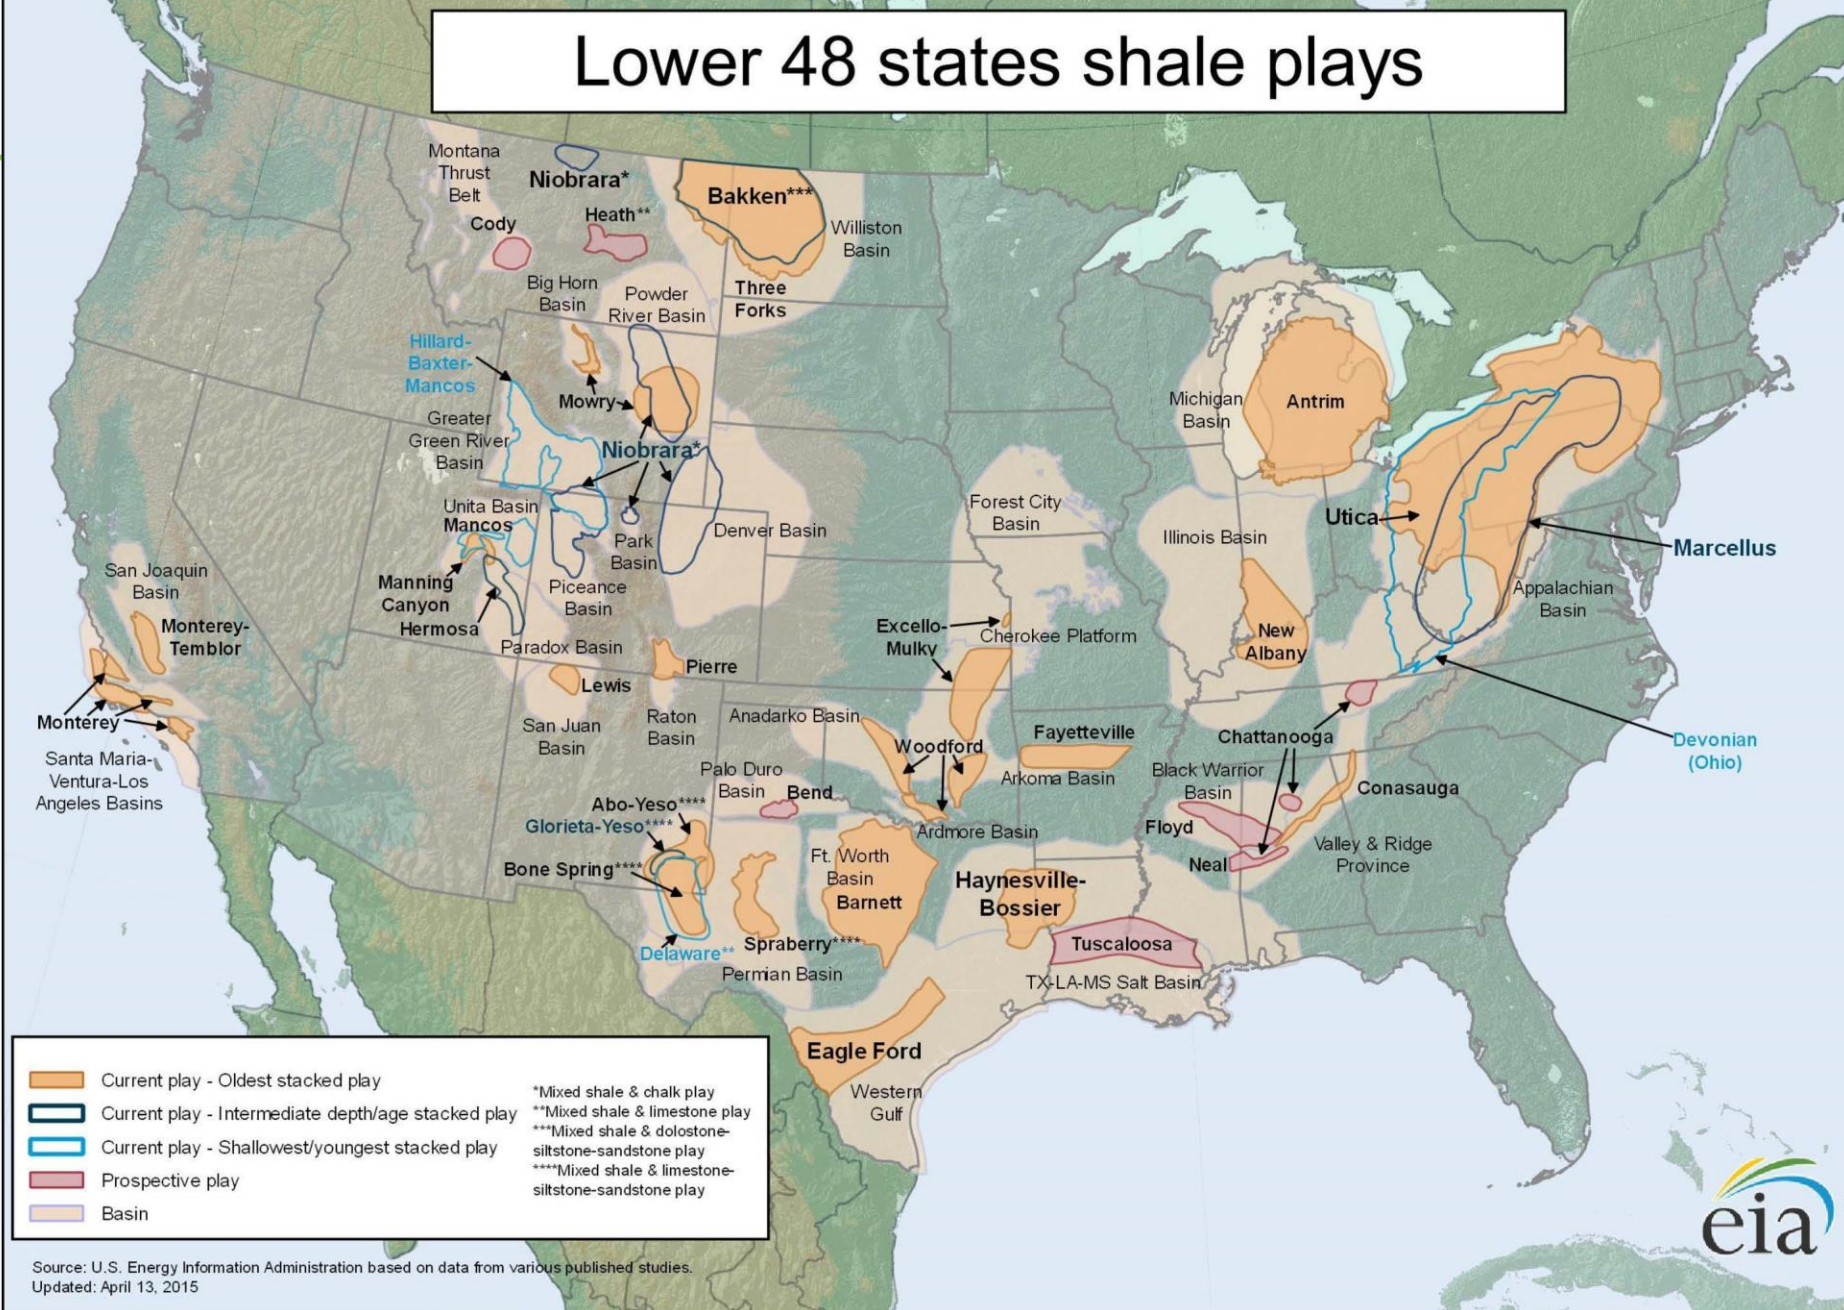 Lower 48 states shale plays
Montana
Thrust
Belt
Niobrara*
Bakken***
Cody
Heath**
Williston
Basin
Big Horn
Basin
Powder
River Basin
Three
Forks
Hillard-
Baxter-
Mancos
Mowry
Greater
Green River
Basin
Niobrara*
Michigan
Basin
Antrim
Unita Basin
Mancos
Park
Basin
Denver Basin
Forest City
Basin
Illinois Basin
Utica
Marcellus
San Joaquin
Basin
Manning
Canyon
Hermosa
Piceance
Basin
Appalachian
Basin
Monterey-
Temblor
Paradox Basin
Excello-
Mulky
Cherokee Platform
New
Albany
Pierre
Lewis
Monterey
San Juan
Basin
Raton
Basin
Anadarko Basin
Woodford
Fayetteville
Arkoma Basin
Chattanooga
Devonian
(Ohio)
Santa Maria-
Ventura-Los
Angeles Basins
Palo Duro
Basin
Bend
Black Warrior
Basin
Conasauga
Abo-Yeso****
Glorieta-Yeso****
Ardmore Basin
Floyd
Bone Spring****
Ft. Worth
Basin
Barnett
Haynesville-
Bossier
Neal
Valley & Ridge
Province
Delaware**
Spraberry****
Permian Basin
Tuscaloosa
TX-LA-MS Salt Basin
Eagle Ford
Western
Gulf
Current play - Oldest stacked play
Current play - Intermediate depth/age stacked play
Current play - Shallowest/youngest stacked play
Prospective play
Basin
*Mixed shale & chalk play
**Mixed shale & limestone play
***Mixed shale & dolostone-
siltstone-sandstone play
****Mixed shale & limestone-
siltstone-sandstone play
eia
Source: U.S. Energy Information Administration based on data from various published studies.
Updated: April 13, 2015